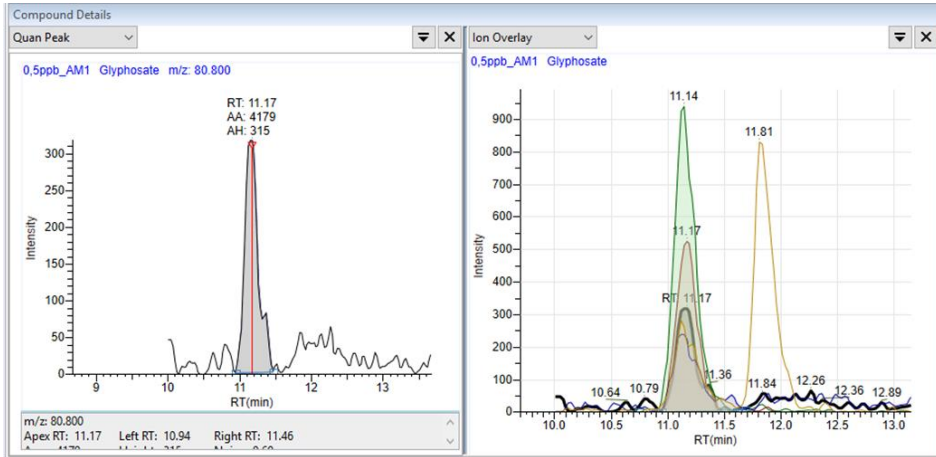 Compound Details
Quan Peak
0,5ppb_AM1 Glyphosate m/z: 80.800
RT: 11.17
AA: 4179
AH: 315
300
250
200
150
100
50
0
Intensity
9 10 11 12 13
RT(min)
m/z: 80.800
Apex RT: 11.17 Left RT: 10.94 Right RT: 11.46
Ion Overlay
0,5ppb_AM1 Glyphosate
11.14
11.81
11.17
RT: 11.17
11.36
10.64 10.79 11.84 12.26 12.36 12.89
900
800
700
600
500
400
300
200
100
0
Intensity
10.0 10.5 11.0 11.5 12.0 12.5 13.0
RT(min)